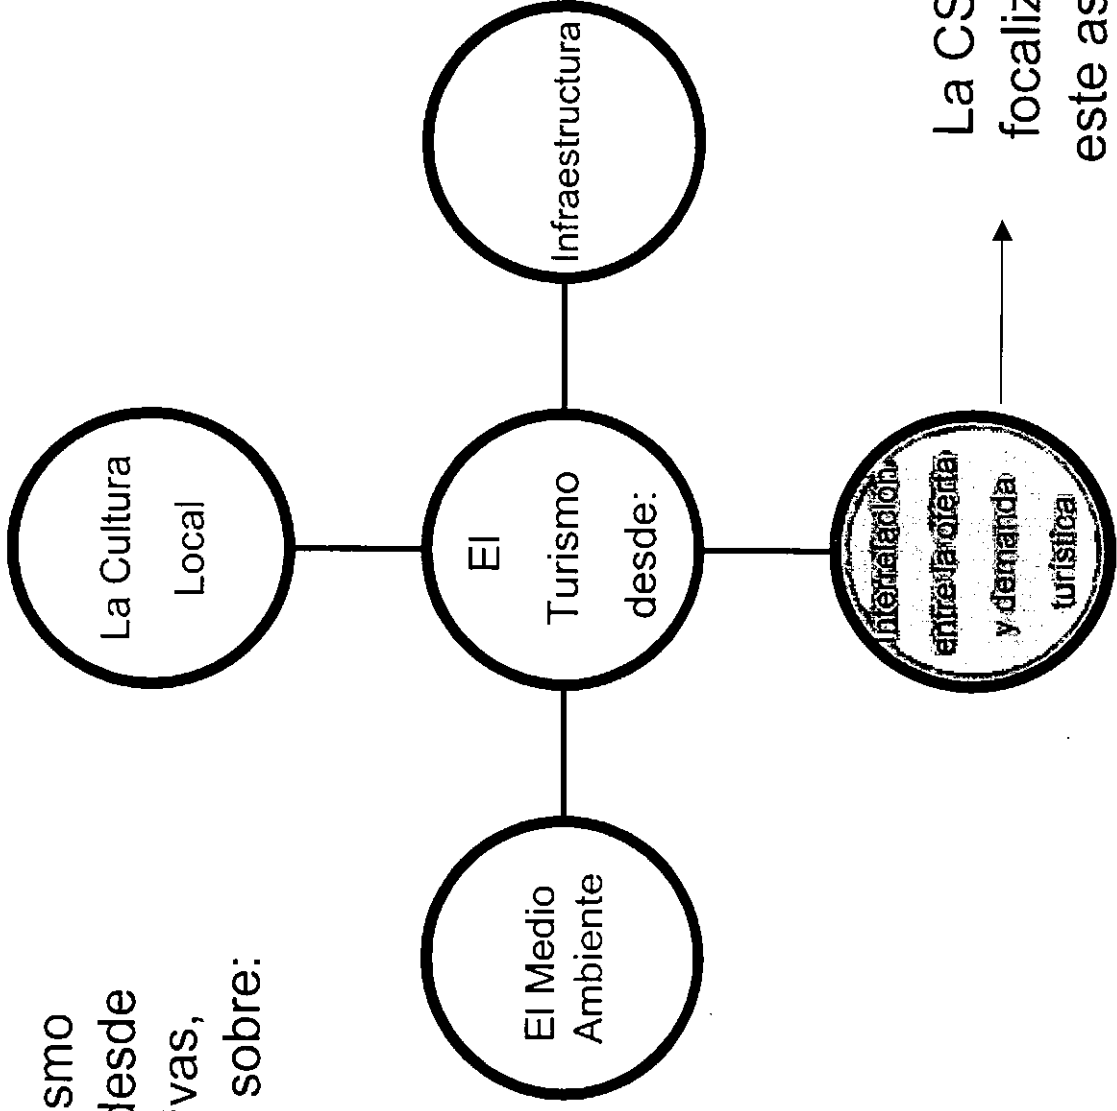 smo
desde
vas,
sobre:
La Cultura
Local
El Medio
Ambiente
El
Turismo
desde:
Infraestructura
Interrelación
entre la oferta
y demanda
turística
La CS
focaliz
este as